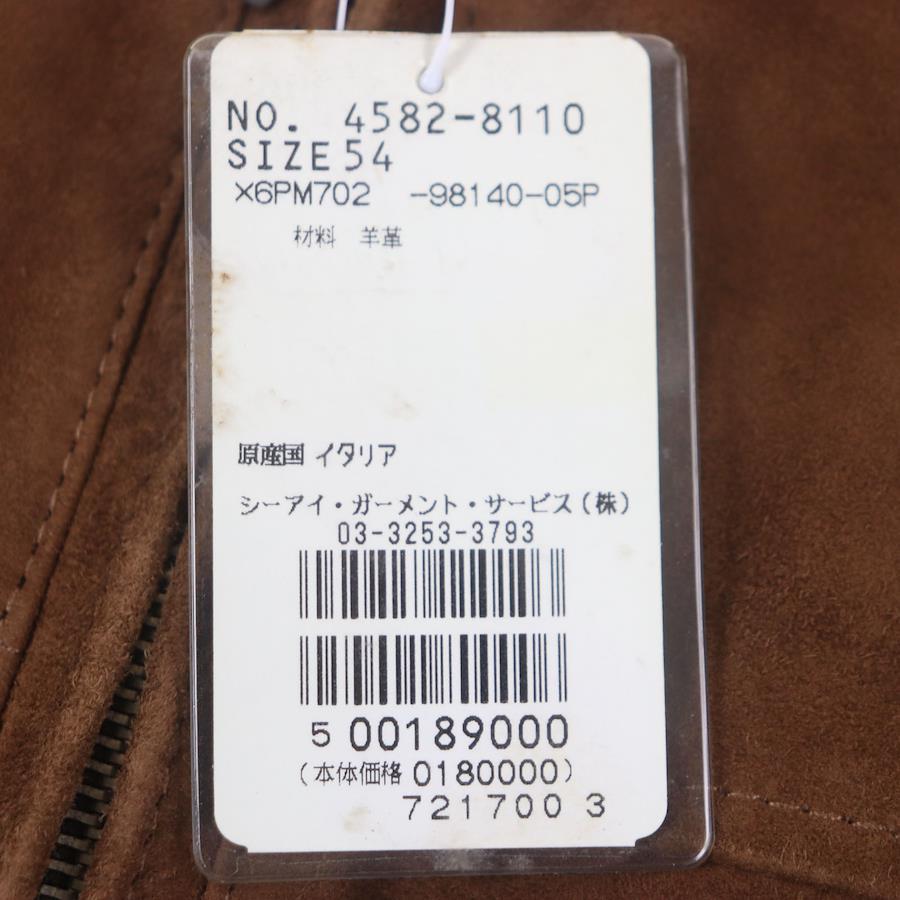 NO. 4582-8110
SIZE 54
X6PM702 -98140-05P
材料 羊革
原産国 イタリア
シーアイ・ガーメント・サービス(株)
03-3253-3793
5 00189000
(本体価格 0180000)
721700 3